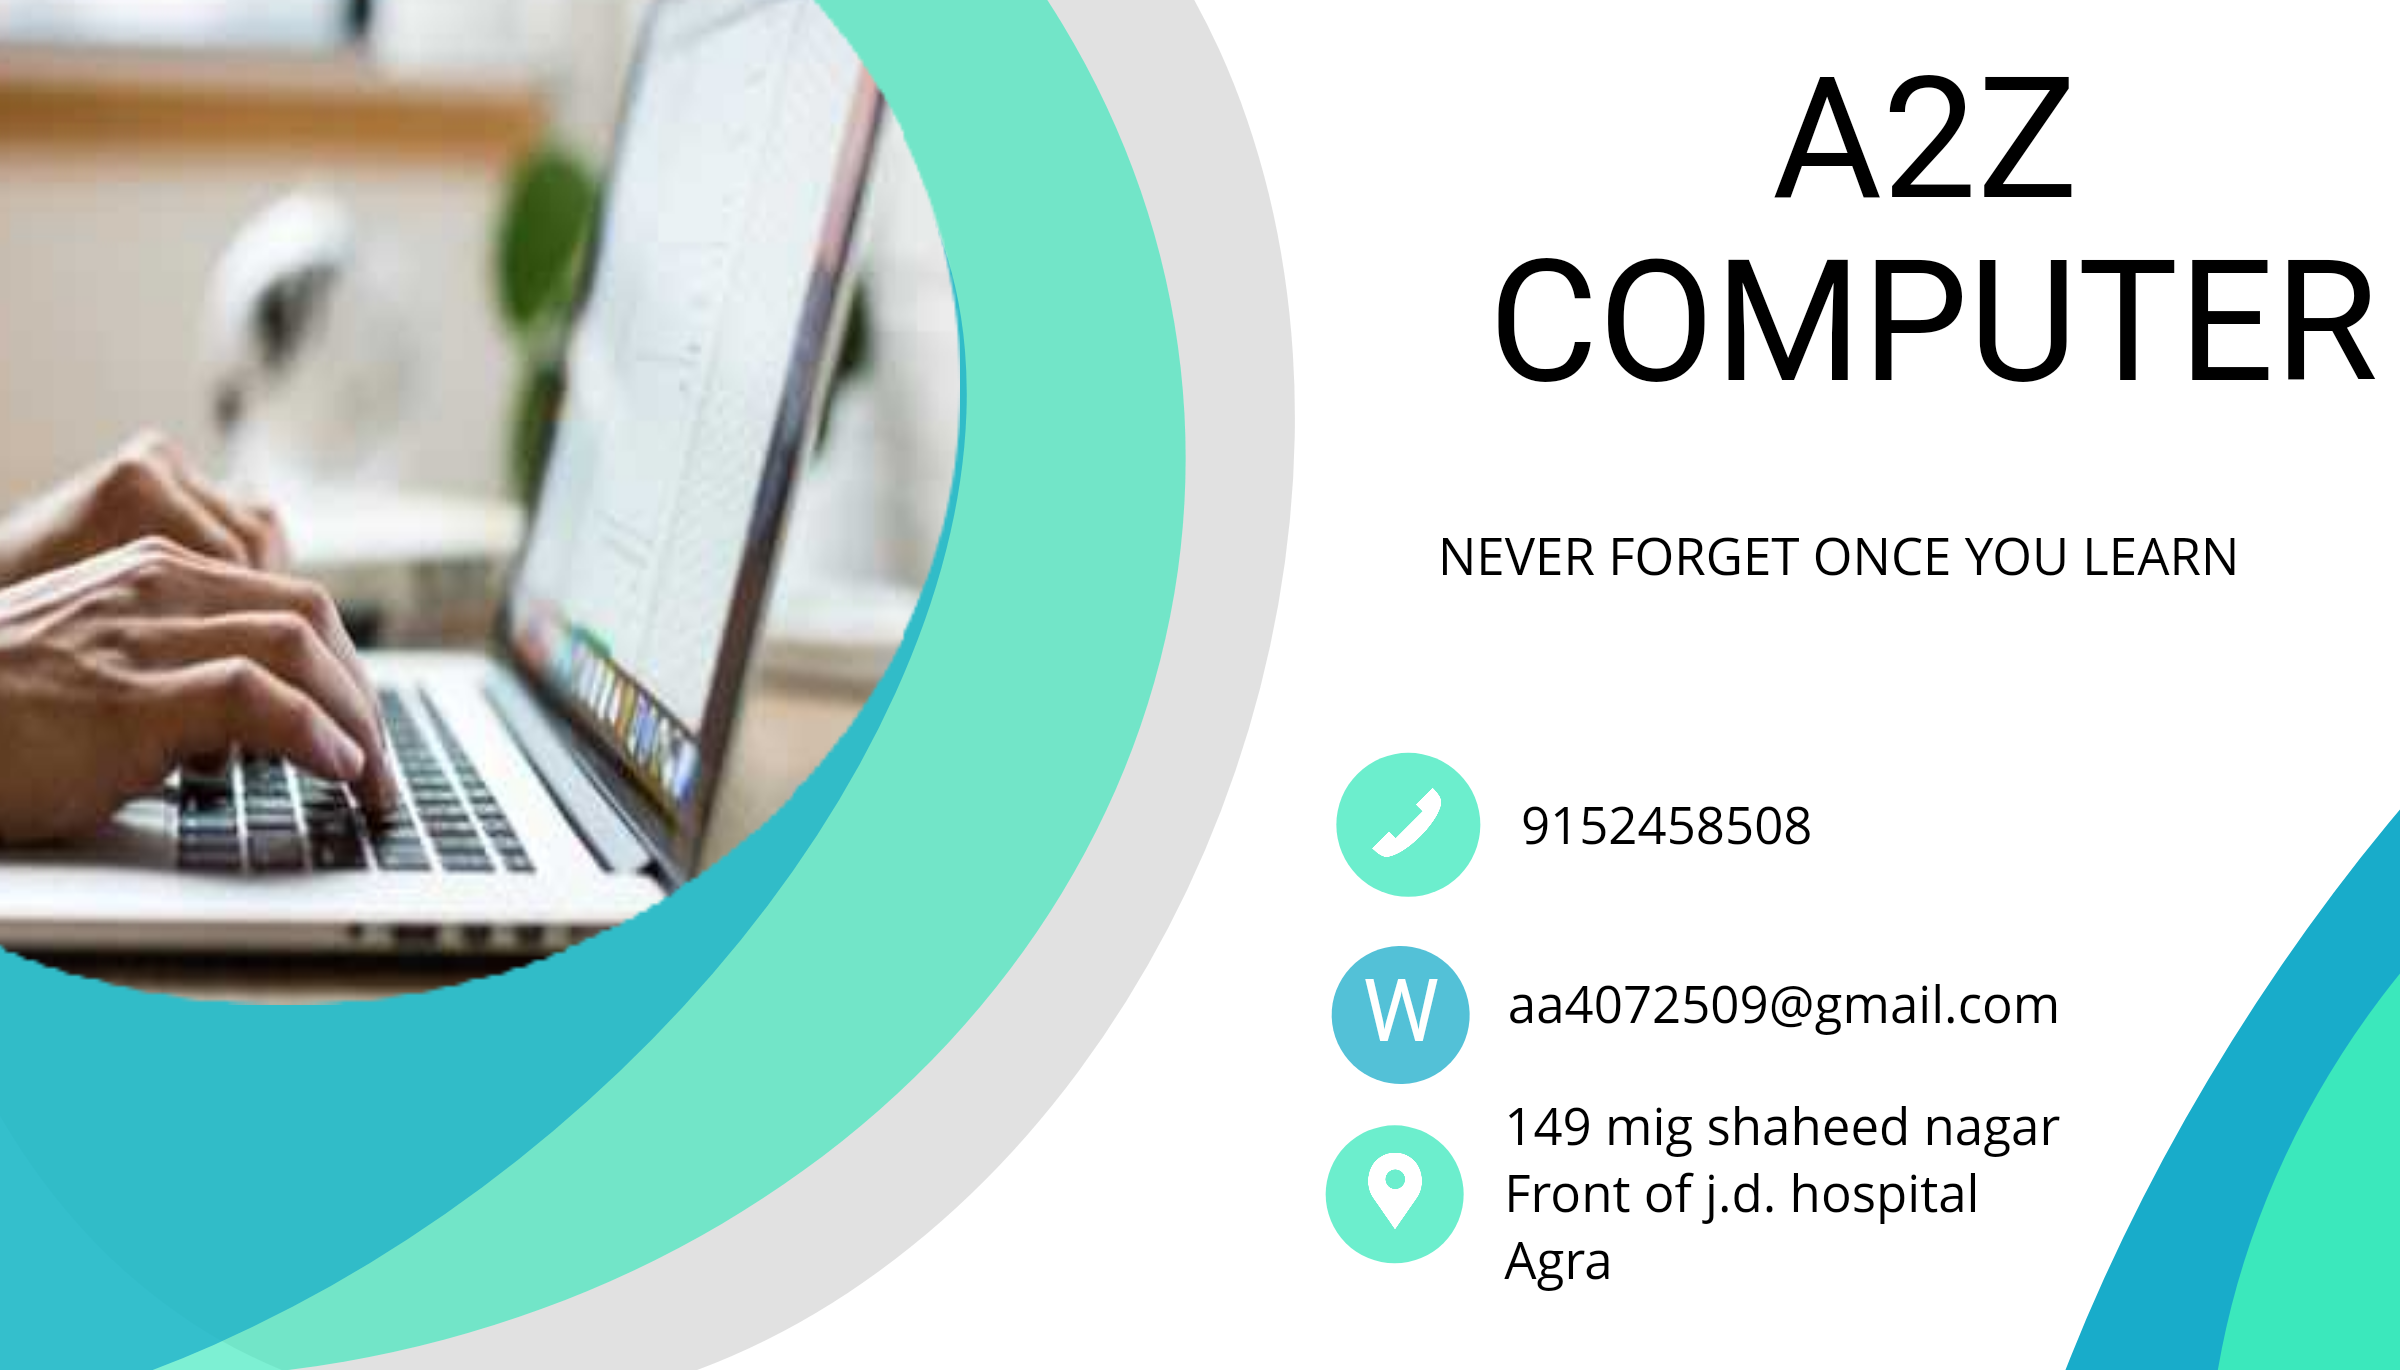 A2Z
COMPUTER
NEVER FORGET ONCE YOU LEARN
9152458508
W
aa4072509@gmail.com
149 mig shaheed nagar
Front of j.d. hospital
Agra